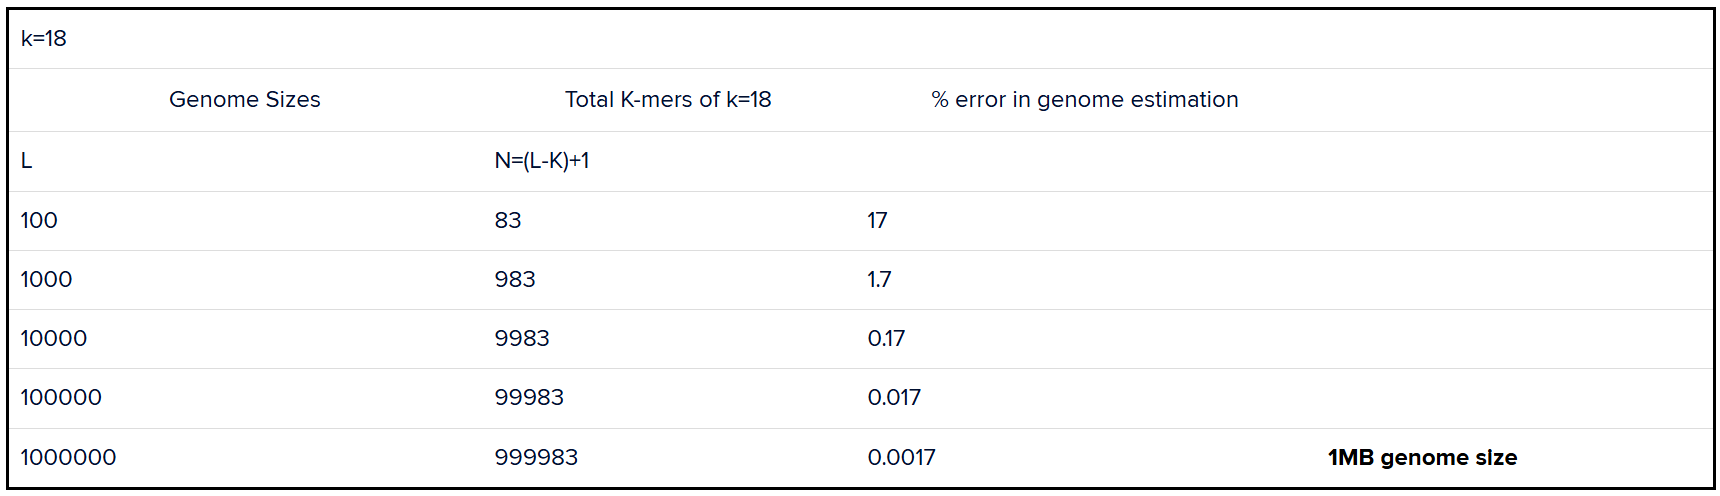 k=18
Genome Sizes Total K-mers of k=18 % error in genome estimation
L N=(L-K)+1
100 83 17
1000 983 1.7
10000 9983 0.17
100000 99983 0.017
1000000 999983 0.0017 1MB genome size